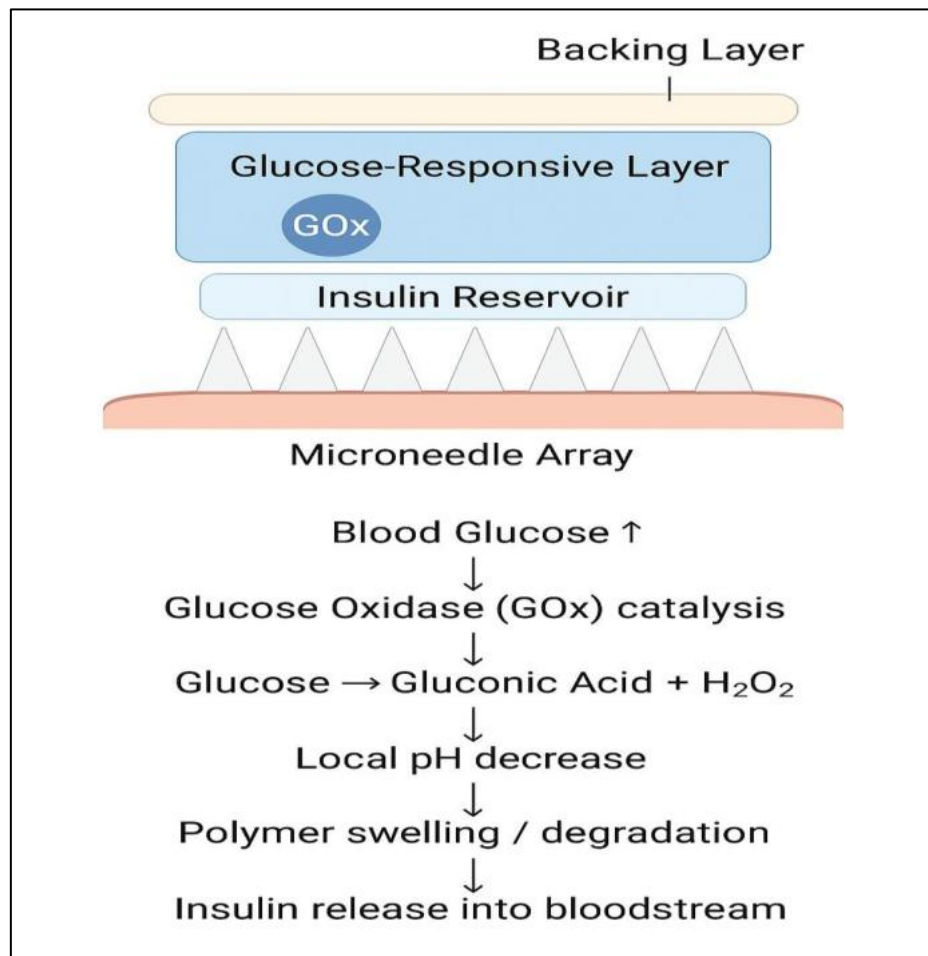 Backing Layer
Glucose-Responsive Layer
GOx
Insulin Reservoir
Microneedle Array
Blood Glucose ↑
↓
Glucose Oxidase (GOx) catalysis
↓
Glucose → Gluconic Acid + H₂O₂
↓
Local pH decrease
↓
Polymer swelling / degradation
↓
Insulin release into bloodstream